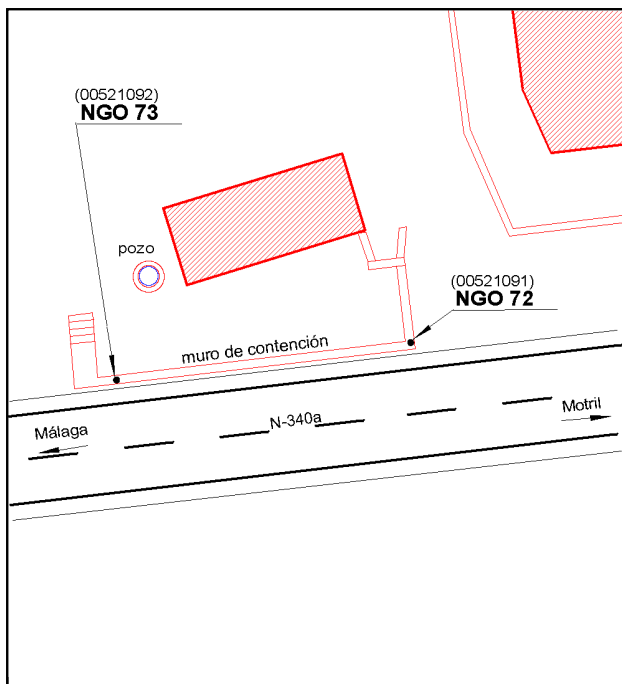 (00521092)
NGO 73
pozo
(00521091)
NGO 72
muro de contención
Motril
N-340a
Málaga